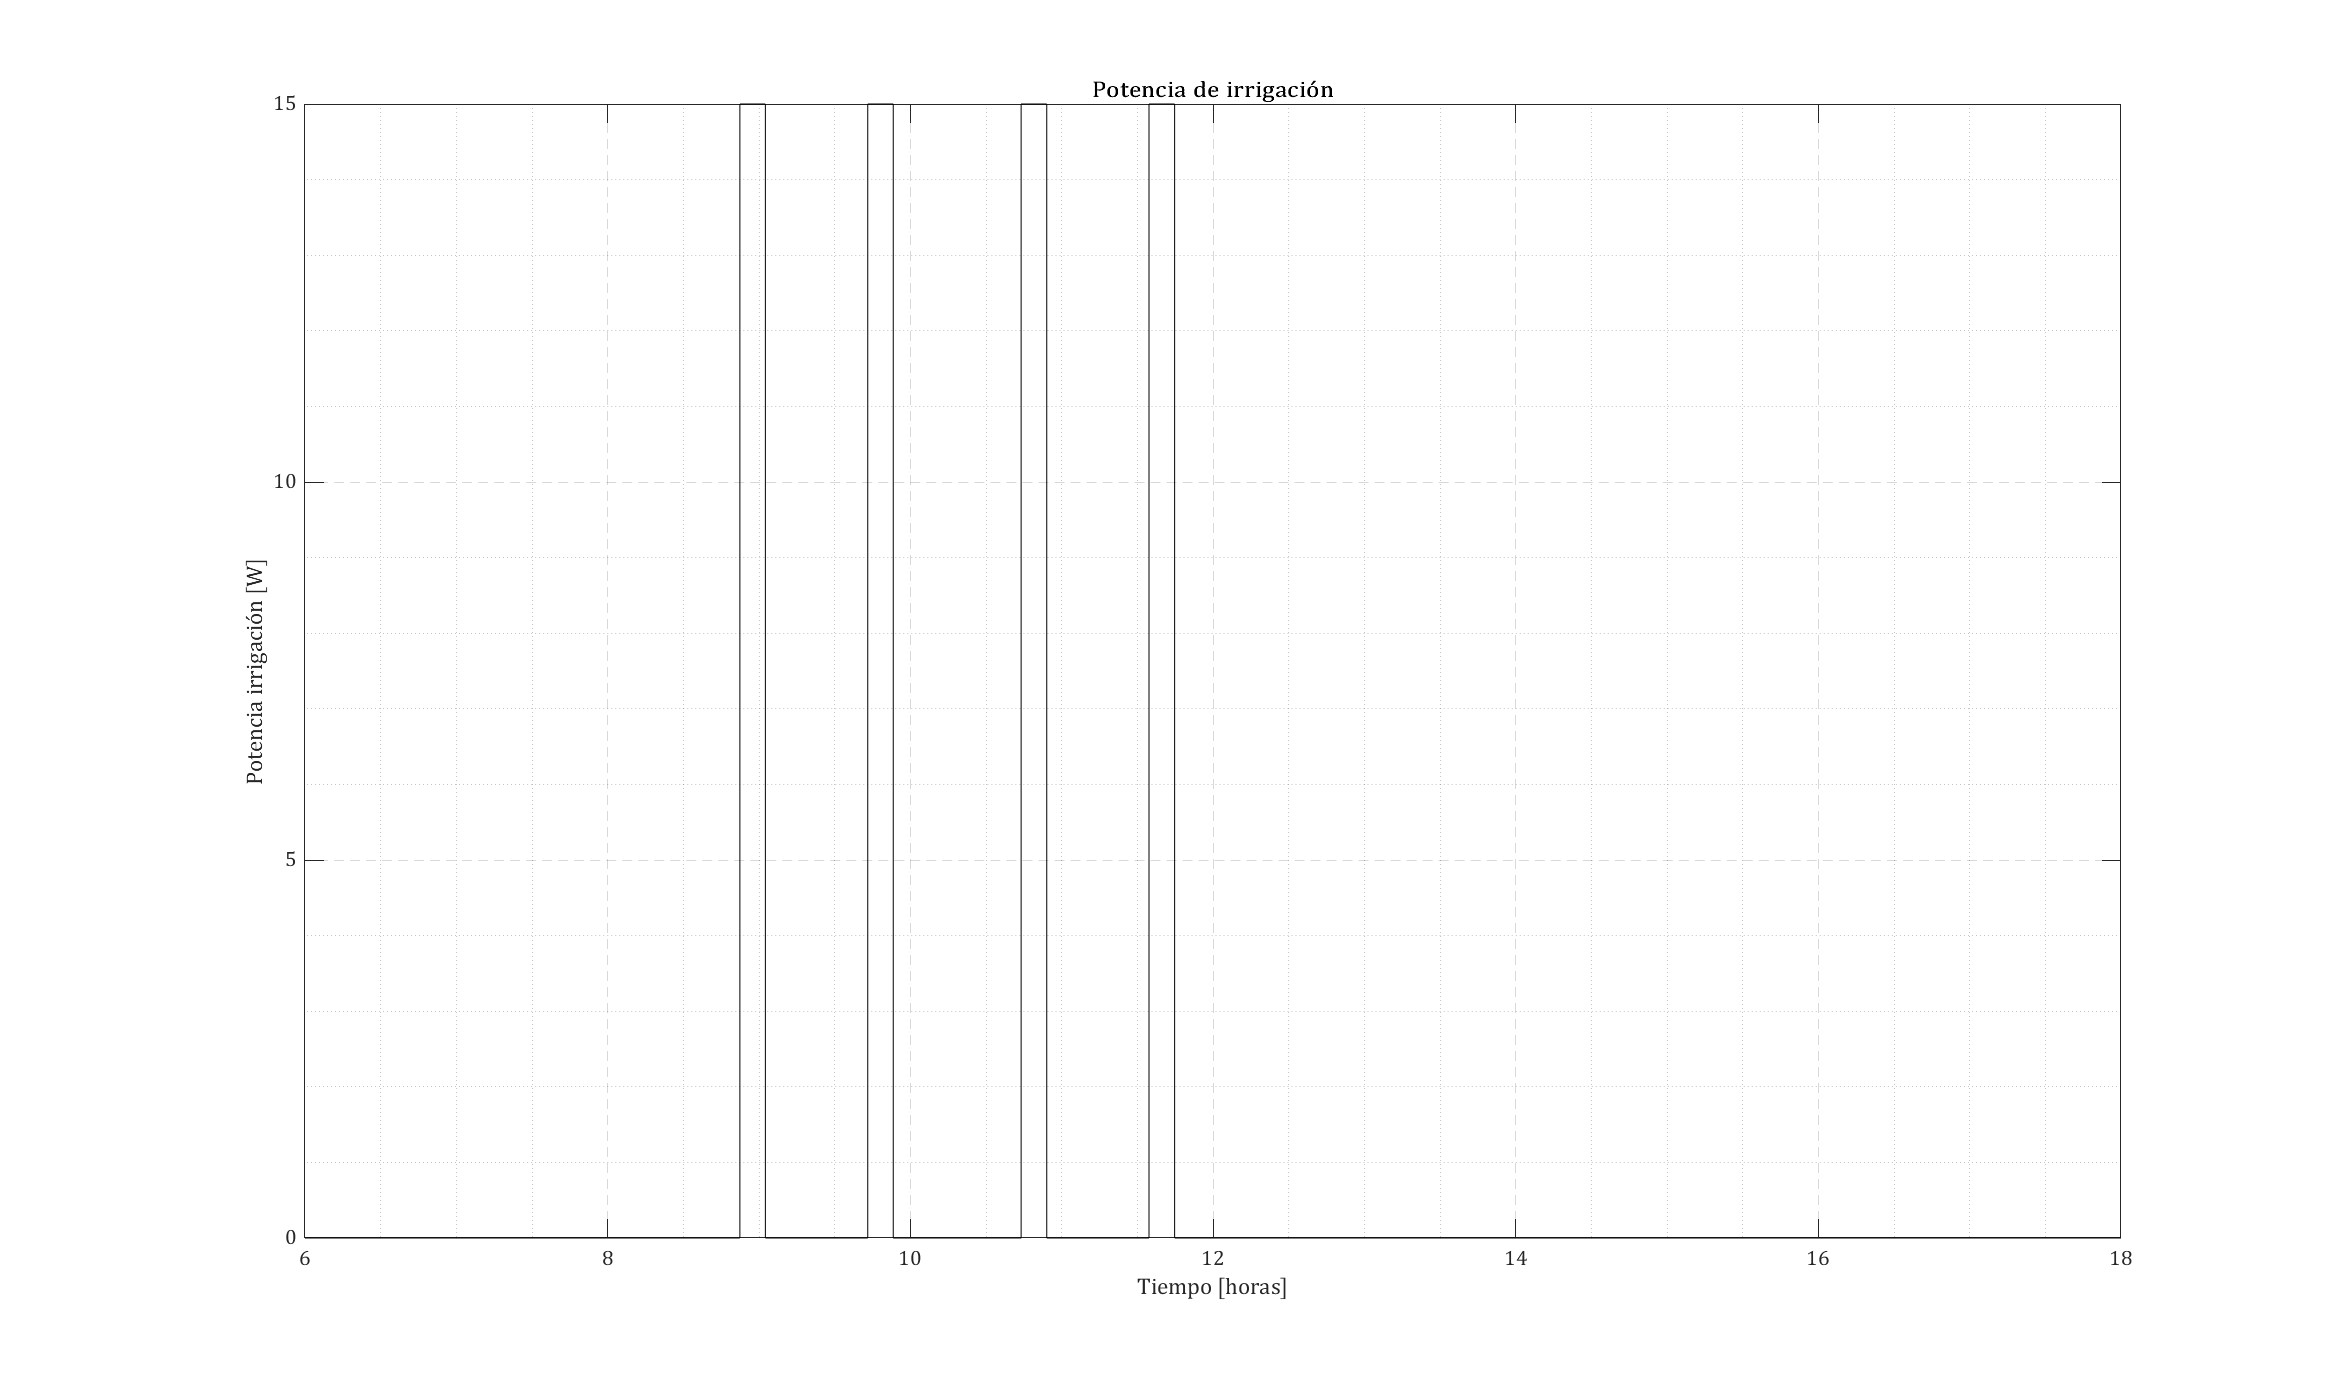 Potencia de irrigación
15
10
5
0
Potencia irrigación [W]
6 8 10 12 14 16 18
Tiempo [horas]